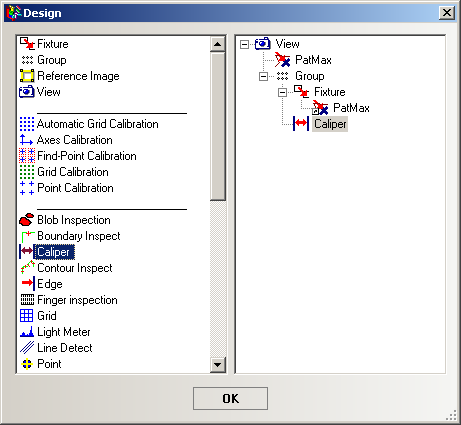 Design
Fixture
Group
Reference Image
View
Automatic Grid Calibration
Axes Calibration
Find-Point Calibration
Grid Calibration
Point Calibration
Blob Inspection
Boundary Inspect
Caliper
Contour Inspect
Edge
Finger inspection
Grid
Light Meter
Line Detect
Point
View
PatMax
Group
Fixture
PatMax
Caliper
OK